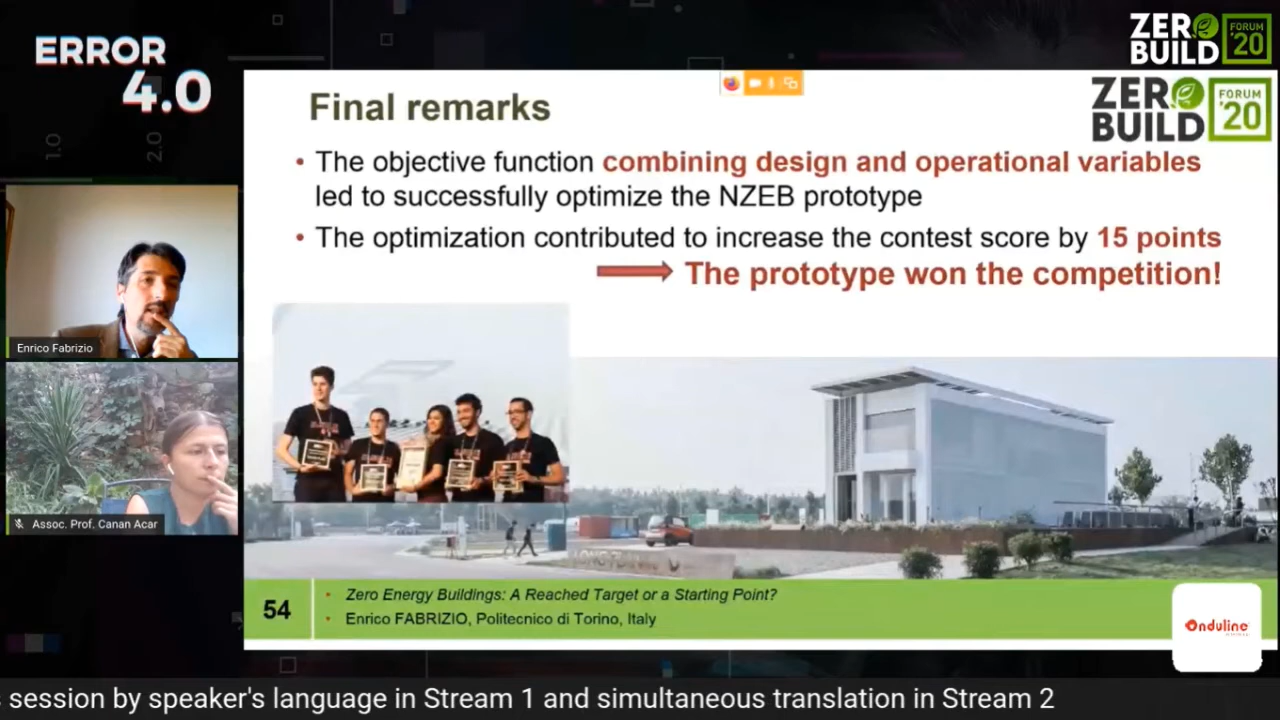 ERROR
4.0
1.0
2.0
ZERO
BUILD
FORUM
'20
ZERO
BUILD
FORUM
'20
Final remarks
• The objective function combining design and operational variables
led to successfully optimize the NZEB prototype
• The optimization contributed to increase the contest score by 15 points
The prototype won the competition!
Enrico Fabrizio
Assoc. Prof. Canan Acar
54
• Zero Energy Buildings: A Reached Target or a Starting Point?
• Enrico FABRIZIO, Politecnico di Torino, Italy
Onduline
session by speaker's language in Stream 1 and simultaneous translation in Stream 2